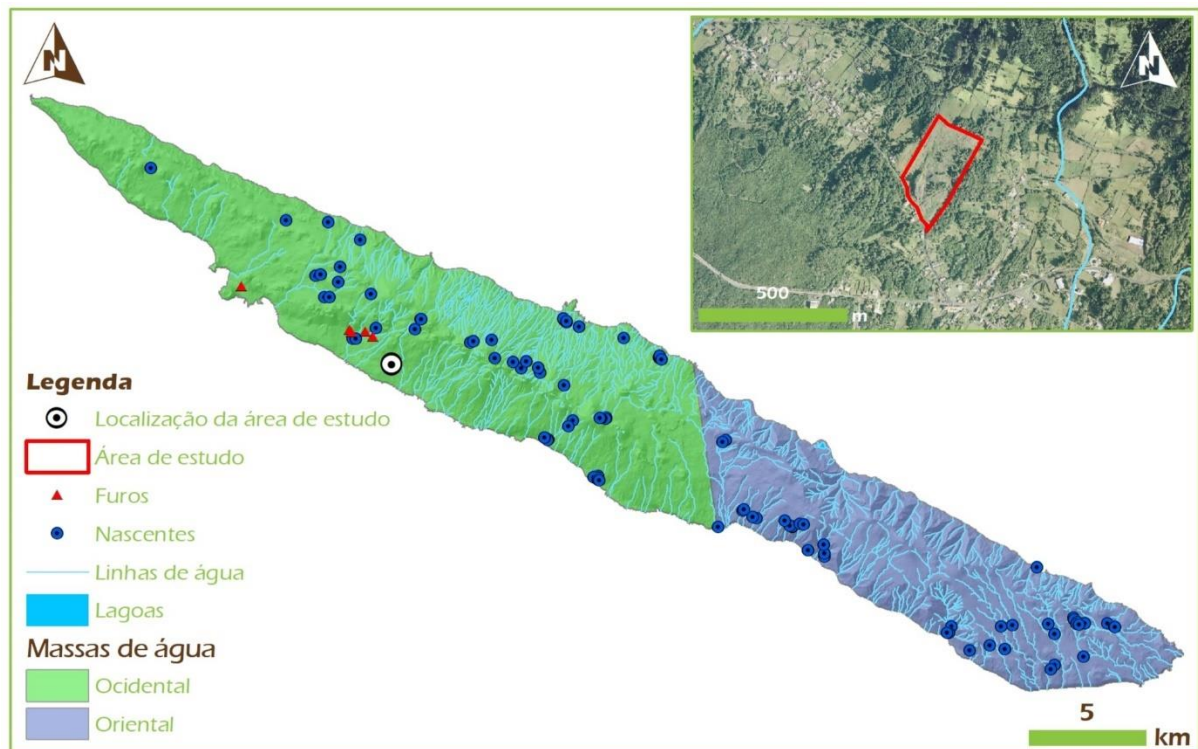 N
N
500
m
Legenda
Localização da área de estudo
Área de estudo
Furos
Nascentes
Linhas de água
Lagoas
Massas de água
Ocidental
Oriental
5
km